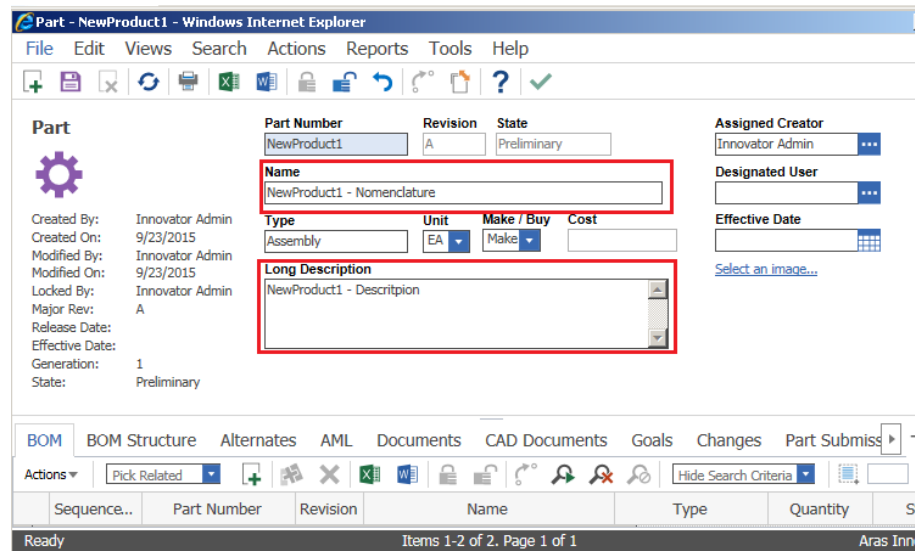 Part - NewProduct1 - Windows Internet Explorer
File Edit Views Search Actions Reports Tools Help
Part
Part Number Revision State Assigned Creator
NewProduct1 A Preliminary Innovator Admin
Name Designated User
NewProduct1 - Nomenclature
Type Unit Make / Buy Cost Effective Date
Assembly EA Make
Long Description Select an image...
NewProduct1 - Descritpion
Created By: Innovator Admin
Created On: 9/23/2015
Modified By: Innovator Admin
Modified On: 9/23/2015
Locked By: Innovator Admin
Major Rev: A
Release Date:
Effective Date:
Generation: 1
State: Preliminary
BOM BOM Structure Alternates AML Documents CAD Documents Goals Changes Part Submiss
Actions Pick Related Hide Search Criteria
Sequence... Part Number Revision Name Type Quantity S
Ready Items 1-2 of 2. Page 1 of 1 Aras Inn